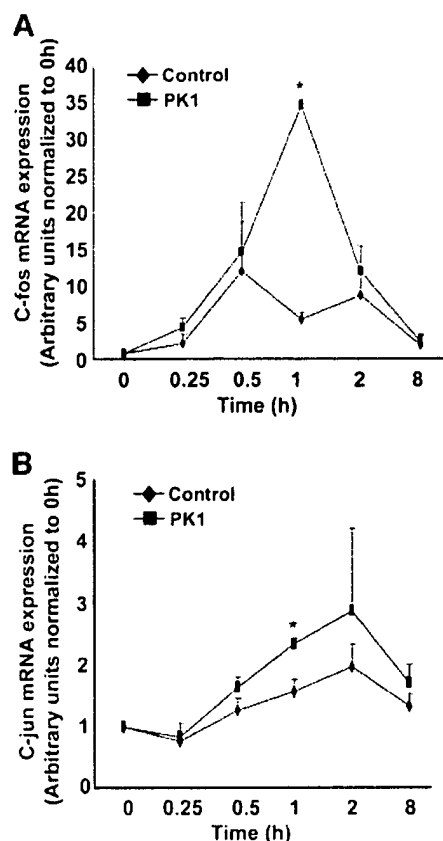 A
C-fos mRNA expression
(Arbitrary units normalized to 0h)
40
35
30
25
20
15
10
5
0
Control
PK1
*
0 0.25 0.5 1 2 8
Time (h)
B
C-jun mRNA expression
(Arbitrary units normalized to 0h)
5
4
3
2
1
0
Control
PK1
*
0 0.25 0.5 1 2 8
Time (h)